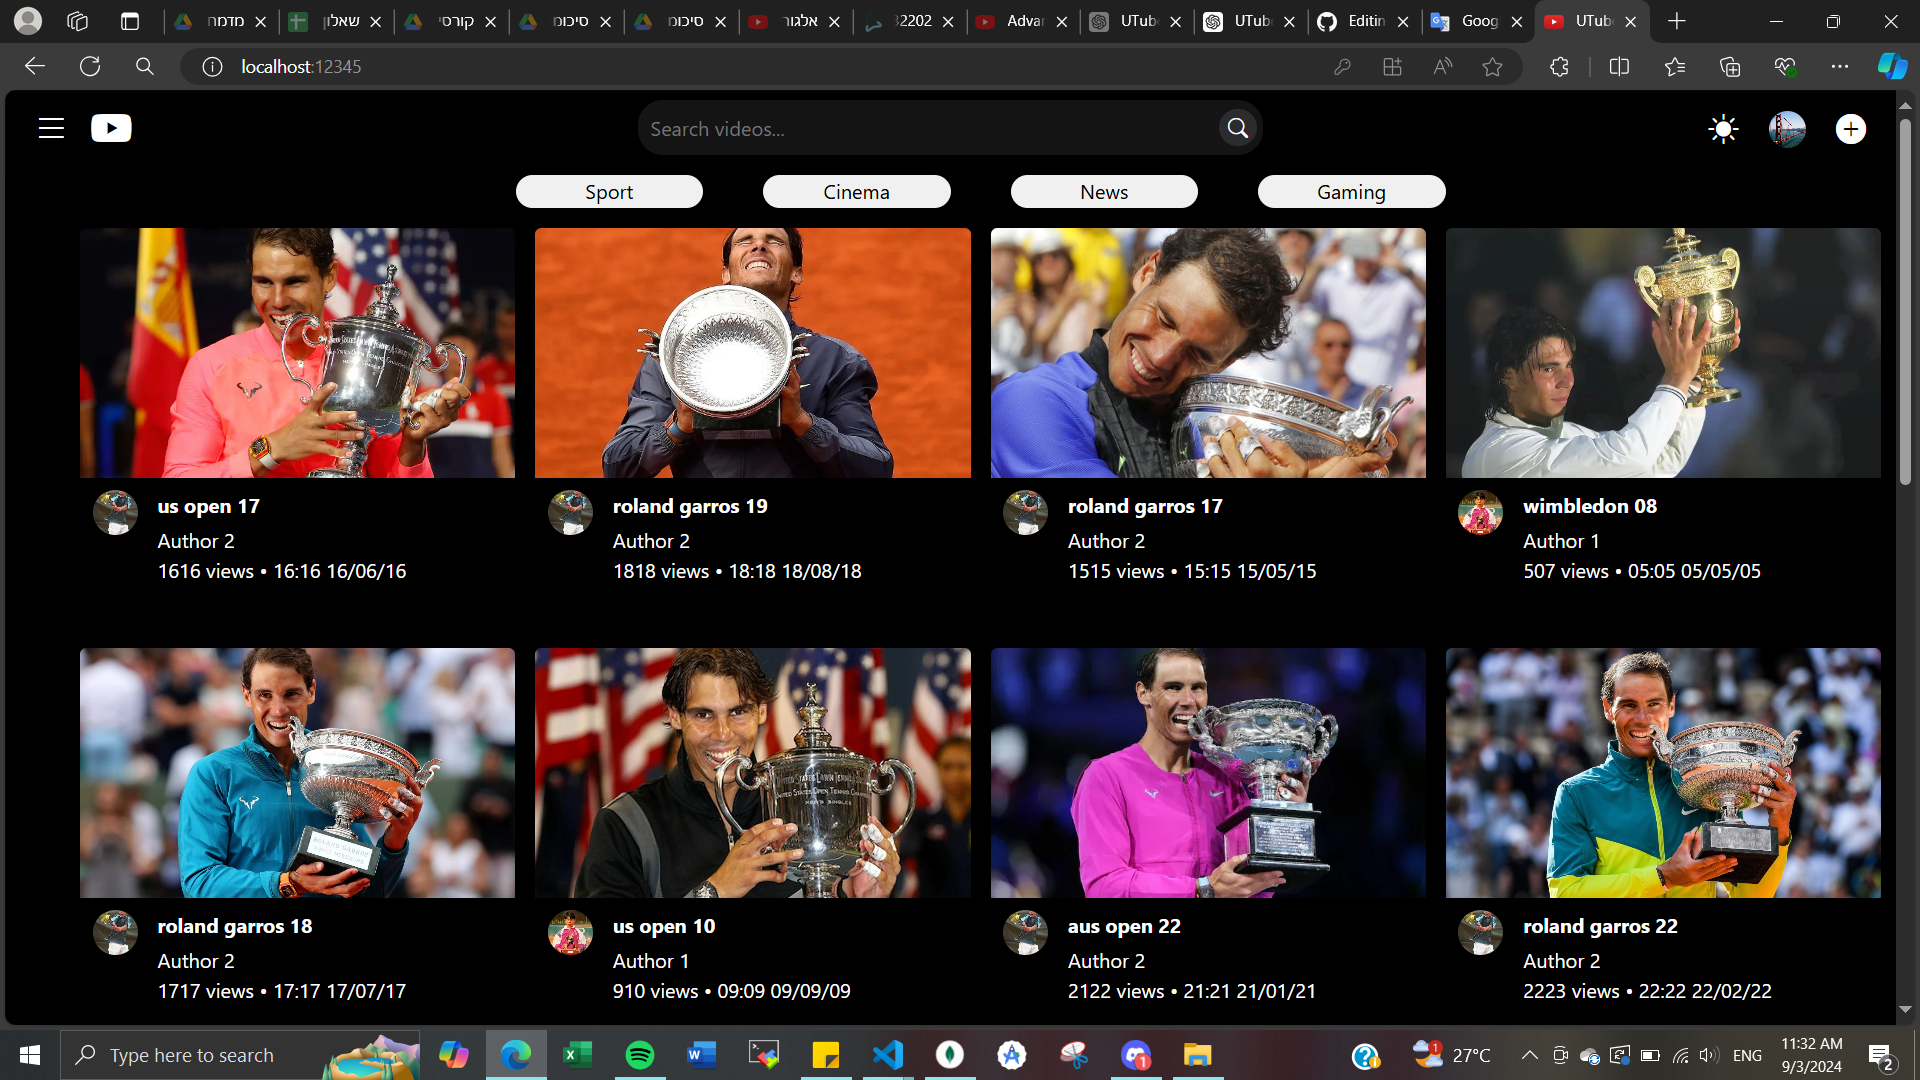 מדמח
שאלון
קורסי
סיכומ
סיכומ
אלגור
32202
Advar
UTub
UTub
Editin
Goog
UTub
localhost:12345
Search videos...
Sport
Cinema
News
Gaming
us open 17
Author 2
1616 views • 16:16 16/06/16
roland garros 19
Author 2
1818 views • 18:18 18/08/18
roland garros 17
Author 2
1515 views • 15:15 15/05/15
wimbledon 08
Author 1
507 views • 05:05 05/05/05
roland garros 18
Author 2
1717 views • 17:17 17/07/17
us open 10
Author 1
910 views • 09:09 09/09/09
aus open 22
Author 2
2122 views • 21:21 21/01/21
roland garros 22
Author 2
2223 views • 22:22 22/02/22
Type here to search
1
1
27°C
ENG
11:32 AM
9/3/2024
2